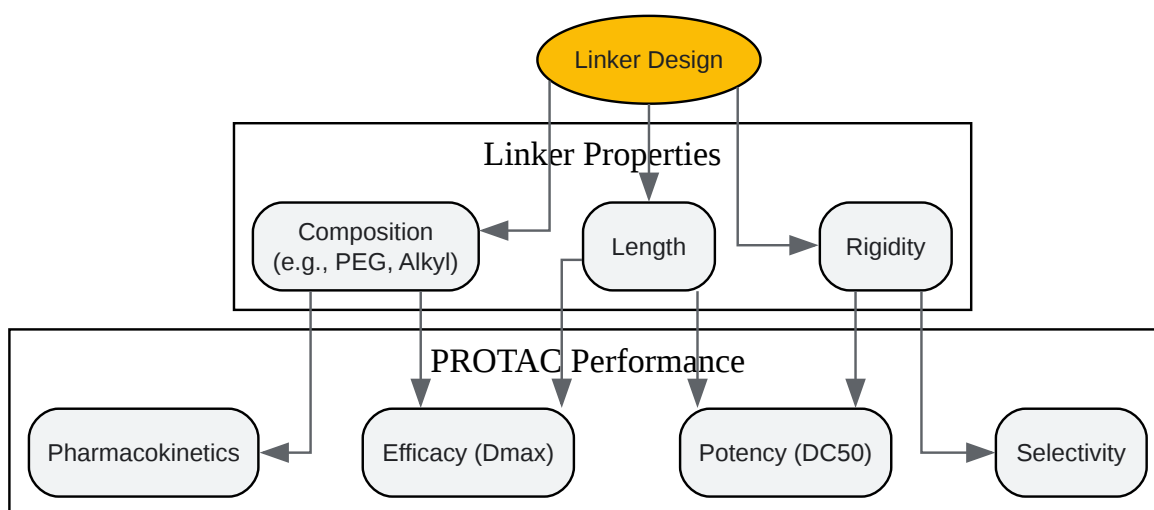 Linker Design
Linker Properties
Composition
(e.g., PEG, Alkyl)
Length
Rigidity
PROTAC Performance
Pharmacokinetics
Efficacy (Dmax)
Potency (DC50)
Selectivity